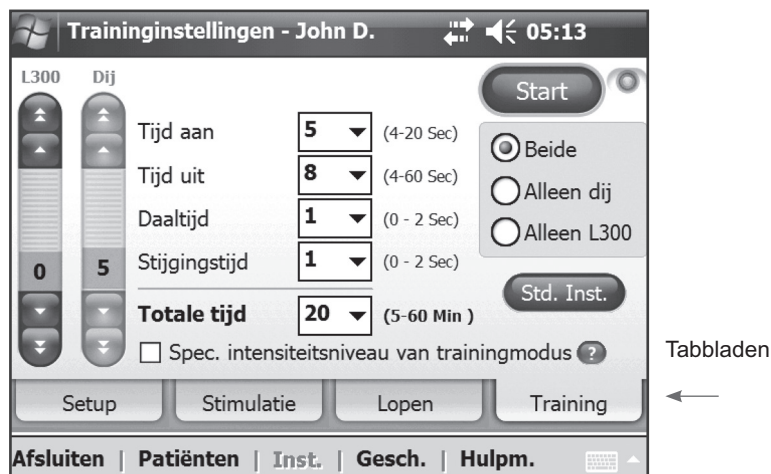 Traininginstellingen - John D. 05:13
L300 Dij
Start
Tijd aan 5 (4-20 Sec)
Beide
Tijd uit 8 (4-60 Sec)
Alleen dij
Daaltijd 1 (0 - 2 Sec)
Alleen L300
0 5 Stijgingstijd 1 (0 - 2 Sec)
Std. Inst.
Totale tijd 20 (5-60 Min )
Spec. intensiteitsniveau van trainingmodus ?
Tabbladen
Setup Stimulatie Lopen Training
Afsluiten | Patiënten | Inst. | Gesch. | Hulpm.